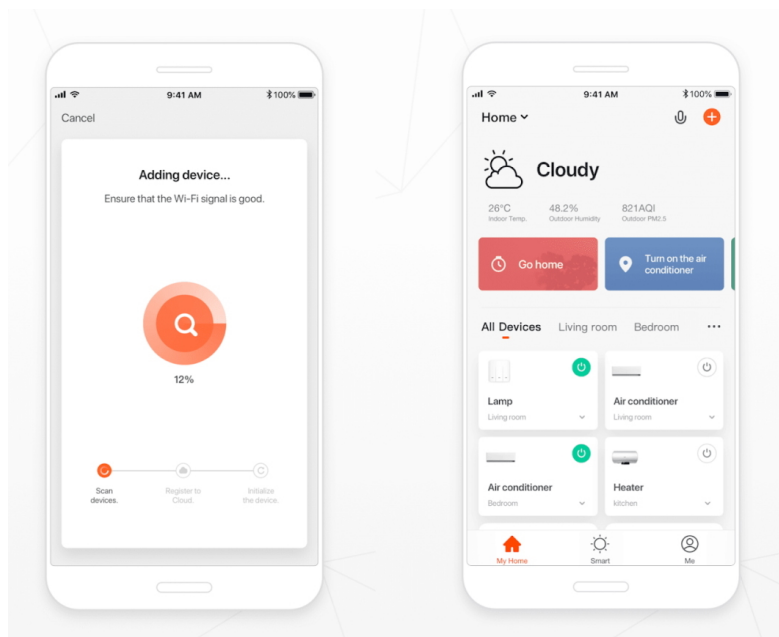 9:41 AM
100%
Cancel
Adding device...
Ensure that the Wi-Fi signal is good.
12%
Scan
devices.
Register to
Cloud.
Initialize
the device.
9:41 AM
100%
Home
Cloudy
26°C
48.2%
821AQI
Indoor Temp.
Outdoor Humidity
Outdoor PM2.5
Go home
Turn on the air
conditioner
All Devices
Living room
Bedroom
Lamp
Living room
Air conditioner
Living room
Air conditioner
Bedroom
Heater
kitchen
My Home
Smart
Me